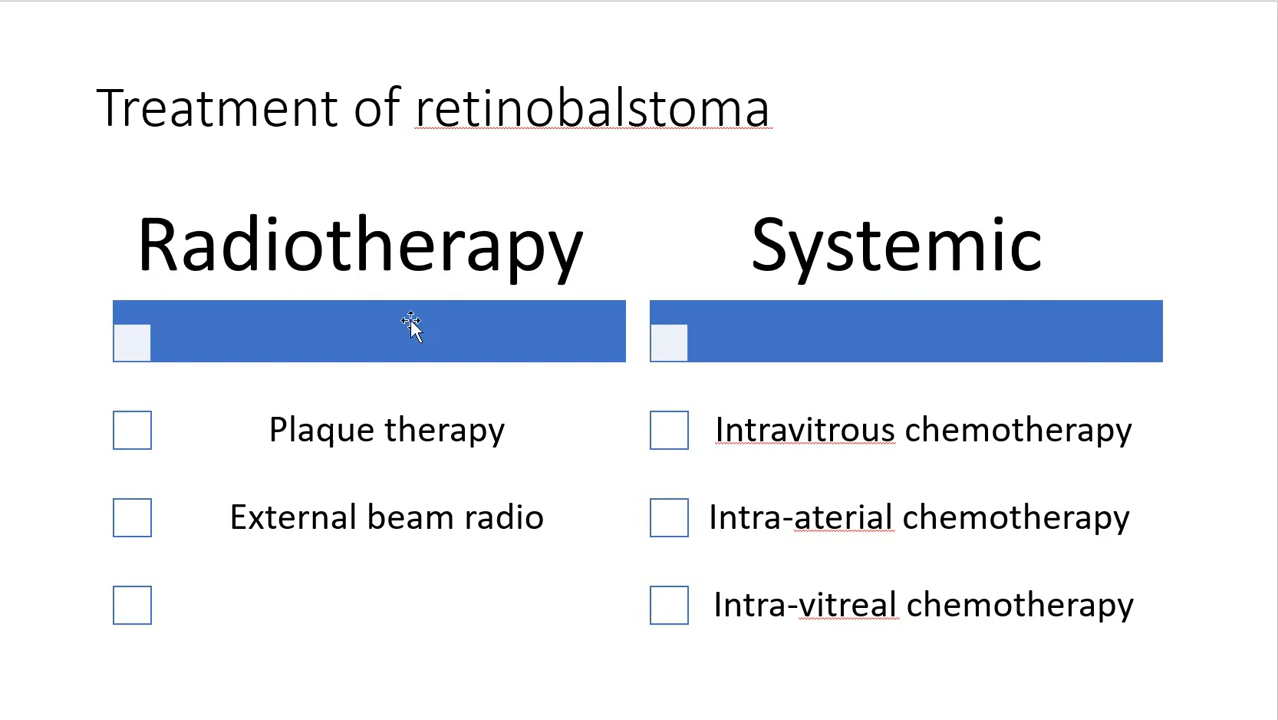 Treatment of retinobalstoma
Radiotherapy
Systemic
Plaque therapy
External beam radio
Intravitrous chemotherapy
Intra-aterial chemotherapy
Intra-vitreal chemotherapy